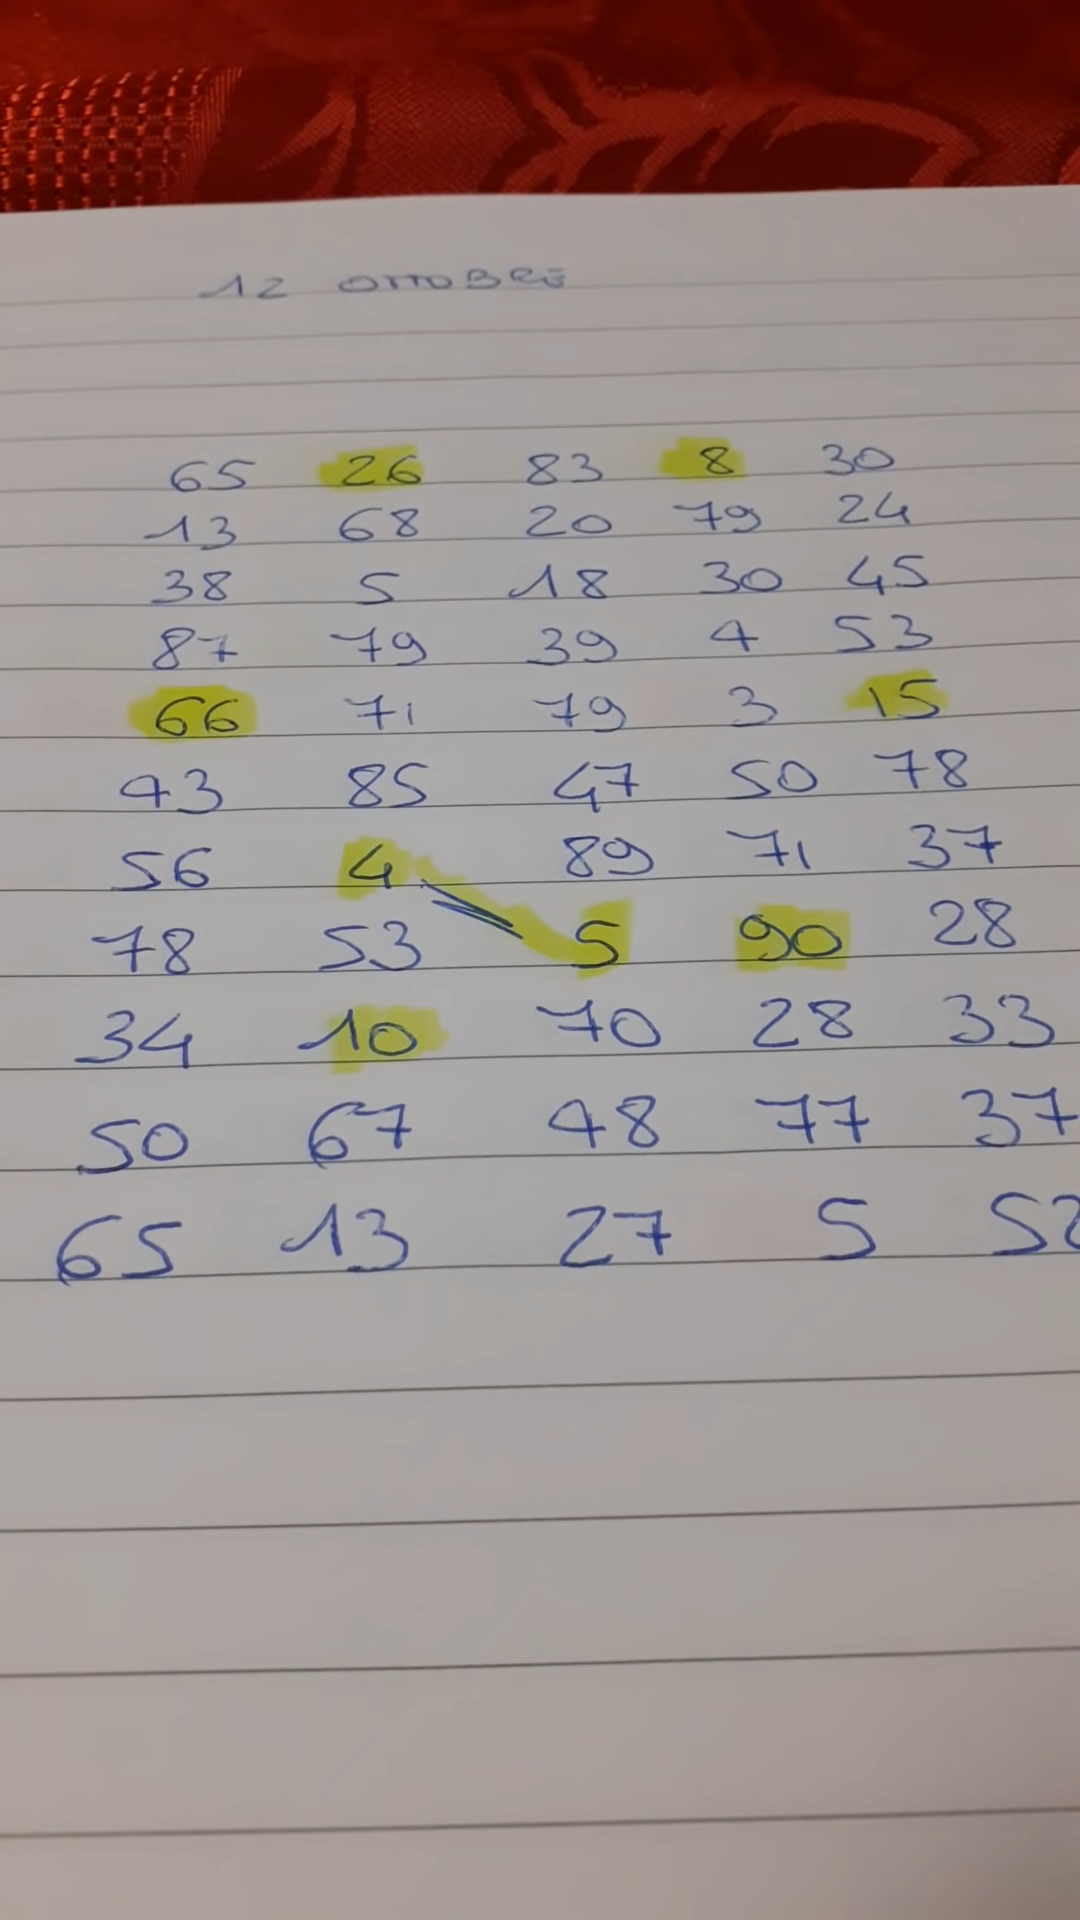 12 OTTOBRE
65 26 83 8 30
13 68 20 79 24
38 5 18 30 45
87 79 39 4 53
66 71 79 3 15
43 85 47 50 78
56 4 89 71 37
78 53 5 90 28
34 10 70 28 33
50 67 48 77 37
65 13 27 5 52